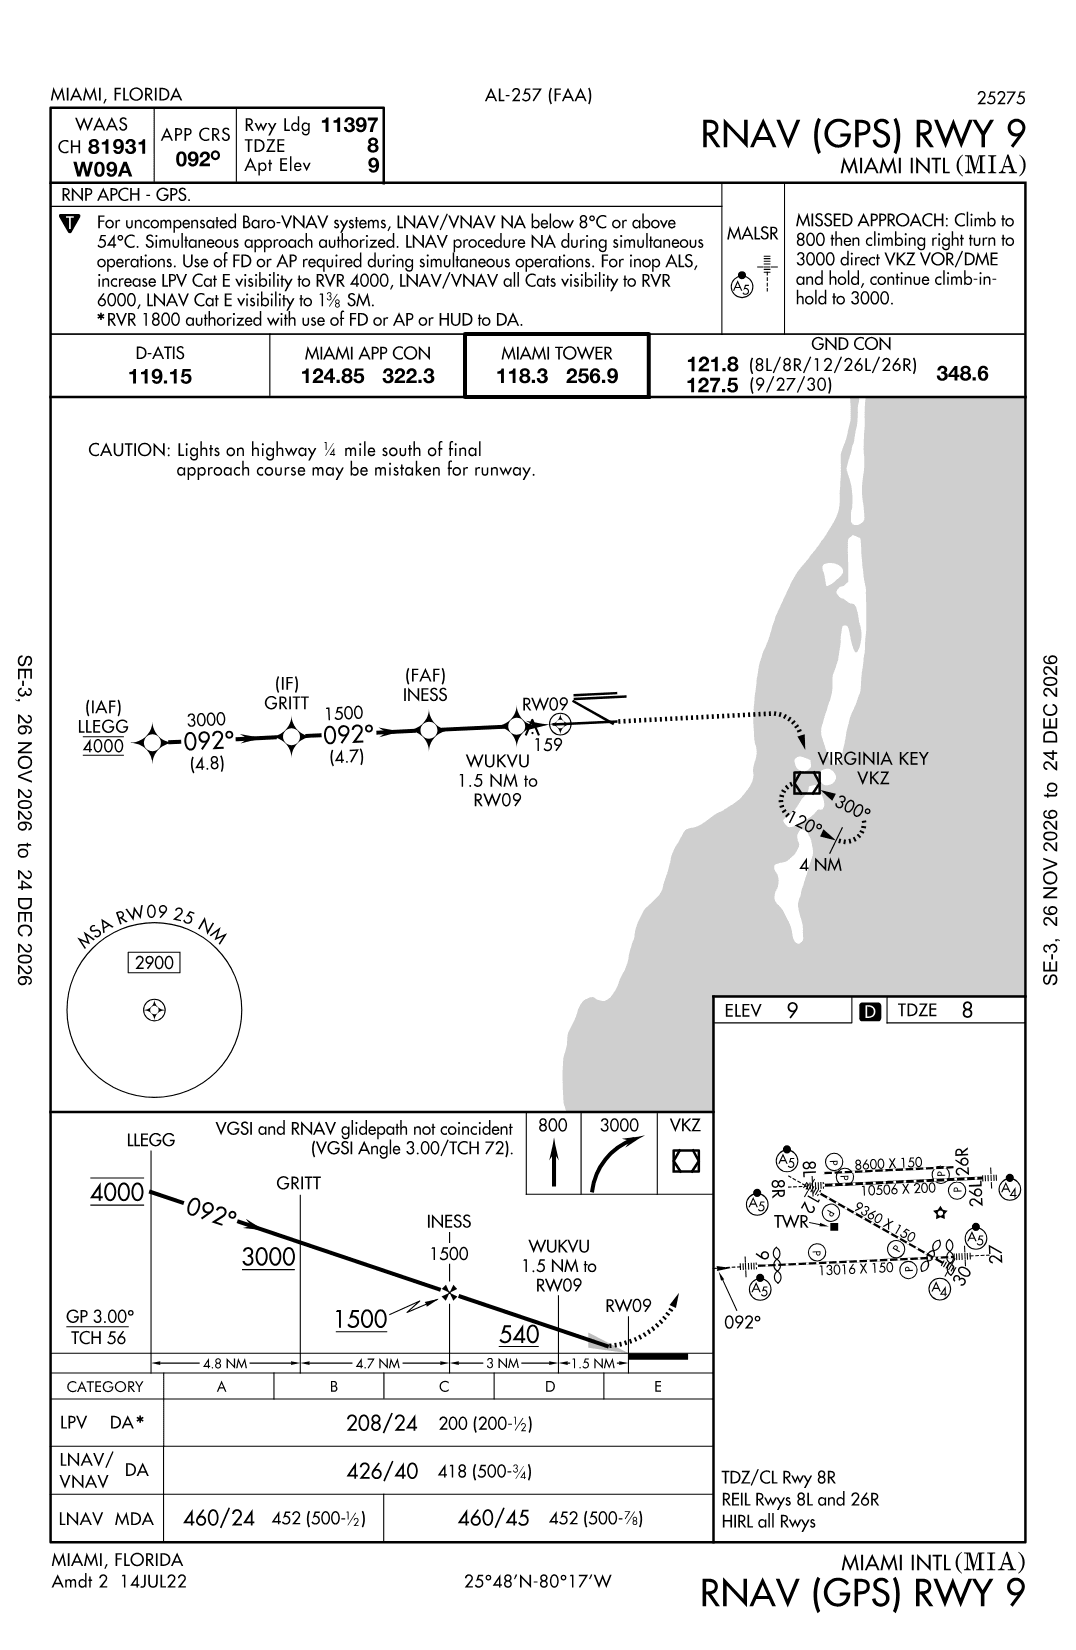 MIAMI, FLORIDA
AL-257 (FAA)
25275
WAAS
CH 81931
W09A
APP CRS
092°
Rwy Ldg 11397
TDZE 8
Apt Elev 9
RNAV (GPS) RWY 9
MIAMI INTL (MIA)
RNP APCH - GPS.
T
For uncompensated Baro-VNAV systems, LNAV/VNAV NA below 8°C or above
54°C. Simultaneous approach authorized. LNAV procedure NA during simultaneous
operations. Use of FD or AP required during simultaneous operations. For inop ALS,
increase LPV Cat E visibility to RVR 4000, LNAV/VNAV all Cats visibility to RVR
6000, LNAV Cat E visibility to 1⅜ SM.
*RVR 1800 authorized with use of FD or AP or HUD to DA.
MALSR
A5
MISSED APPROACH: Climb to
800 then climbing right turn to
3000 direct VKZ VOR/DME
and hold, continue climb-in-
hold to 3000.
D-ATIS
119.15
MIAMI APP CON
124.85 322.3
MIAMI TOWER
118.3 256.9
GND CON
121.8 (8L/8R/12/26L/26R)
127.5 (9/27/30)
348.6
CAUTION: Lights on highway ¼ mile south of final
approach course may be mistaken for runway.
SE-3, 26 NOV 2026 to 24 DEC 2026
SE-3, 26 NOV 2026 to 24 DEC 2026
(IAF)
LLEGG
4000
3000
092°
(4.8)
(IF)
GRITT
1500
092°
(4.7)
(FAF)
INESS
WUKVU
1.5 NM to
RW09
RW09
159
VIRGINIA KEY
VKZ
300°
120°
4 NM
MSA RW09 25 NM
2900
ELEV 9
D
TDZE 8
A5
8L
P
8600 X 150
P
26R
8R
P
10506 X 200
P
26L
A4
A5
12
P
9360 X 150
TWR
A5
9
P
P
27
13016 X 150
P
A5
A4
30
092°
TDZ/CL Rwy 8R
REIL Rwys 8L and 26R
HIRL all Rwys
VGSI and RNAV glidepath not coincident
(VGSI Angle 3.00/TCH 72).
800
3000
VKZ
LLEGG
4000
092°
GRITT
3000
INESS
1500
1500
WUKVU
1.5 NM to
RW09
540
RW09
GP 3.00°
TCH 56
4.8 NM
4.7 NM
3 NM
1.5 NM
CATEGORY A B C D E
LPV DA* 208/24 200 (200-½)
LNAV/
VNAV DA 426/40 418 (500-¾)
LNAV MDA 460/24 452 (500-½) 460/45 452 (500-⅞)
MIAMI, FLORIDA
Amdt 2 14JUL22
25°48'N-80°17'W
MIAMI INTL (MIA)
RNAV (GPS) RWY 9